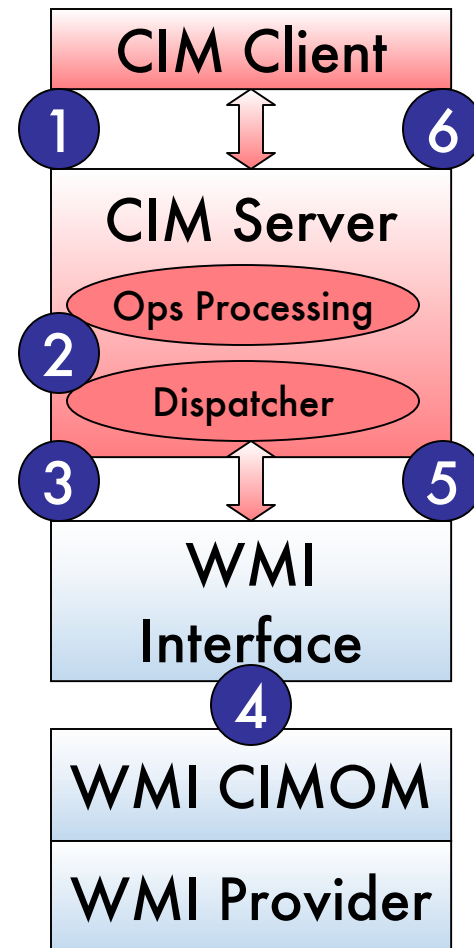 CIM Client
1
6
CIM Server
Ops Processing
2
Dispatcher
3
5
WMI
Interface
4
WMI CIMOM
WMI Provider